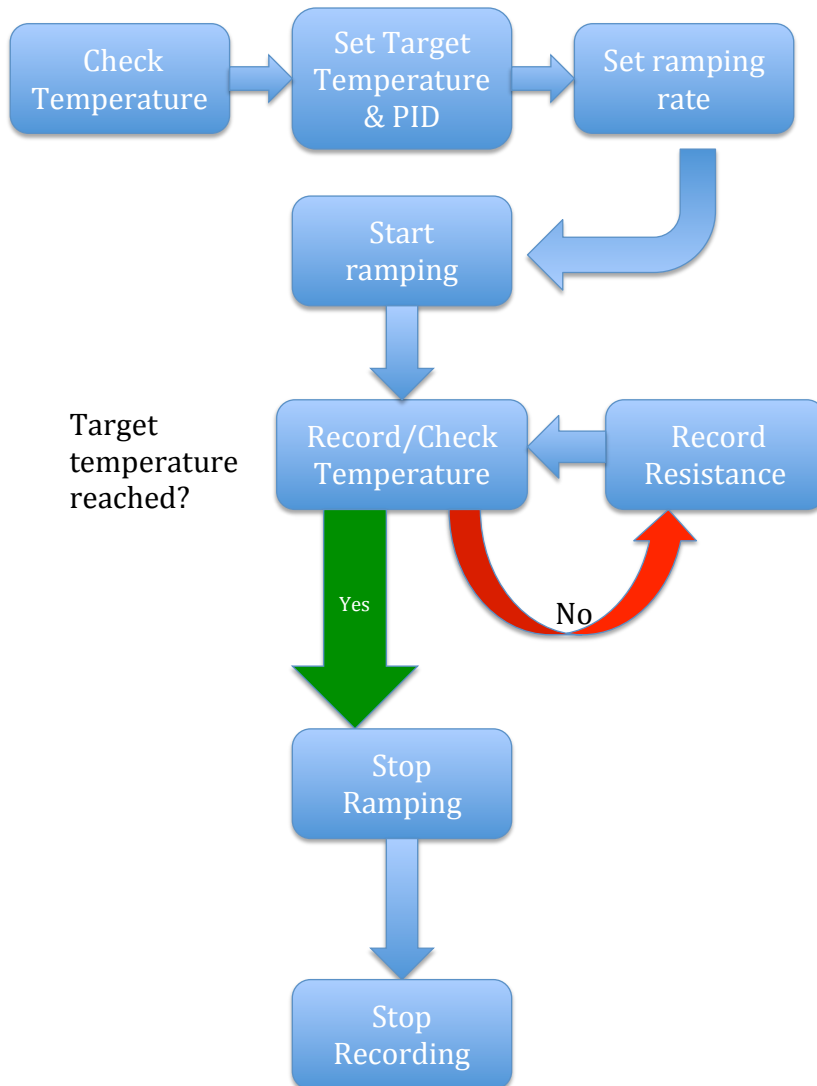 Check
Temperature
Set Target
Temperature
& PID
Set ramping
rate
Start
ramping
Target
temperature
reached?
Record/Check
Temperature
Record
Resistance
Yes
No
Stop
Ramping
Stop
Recording